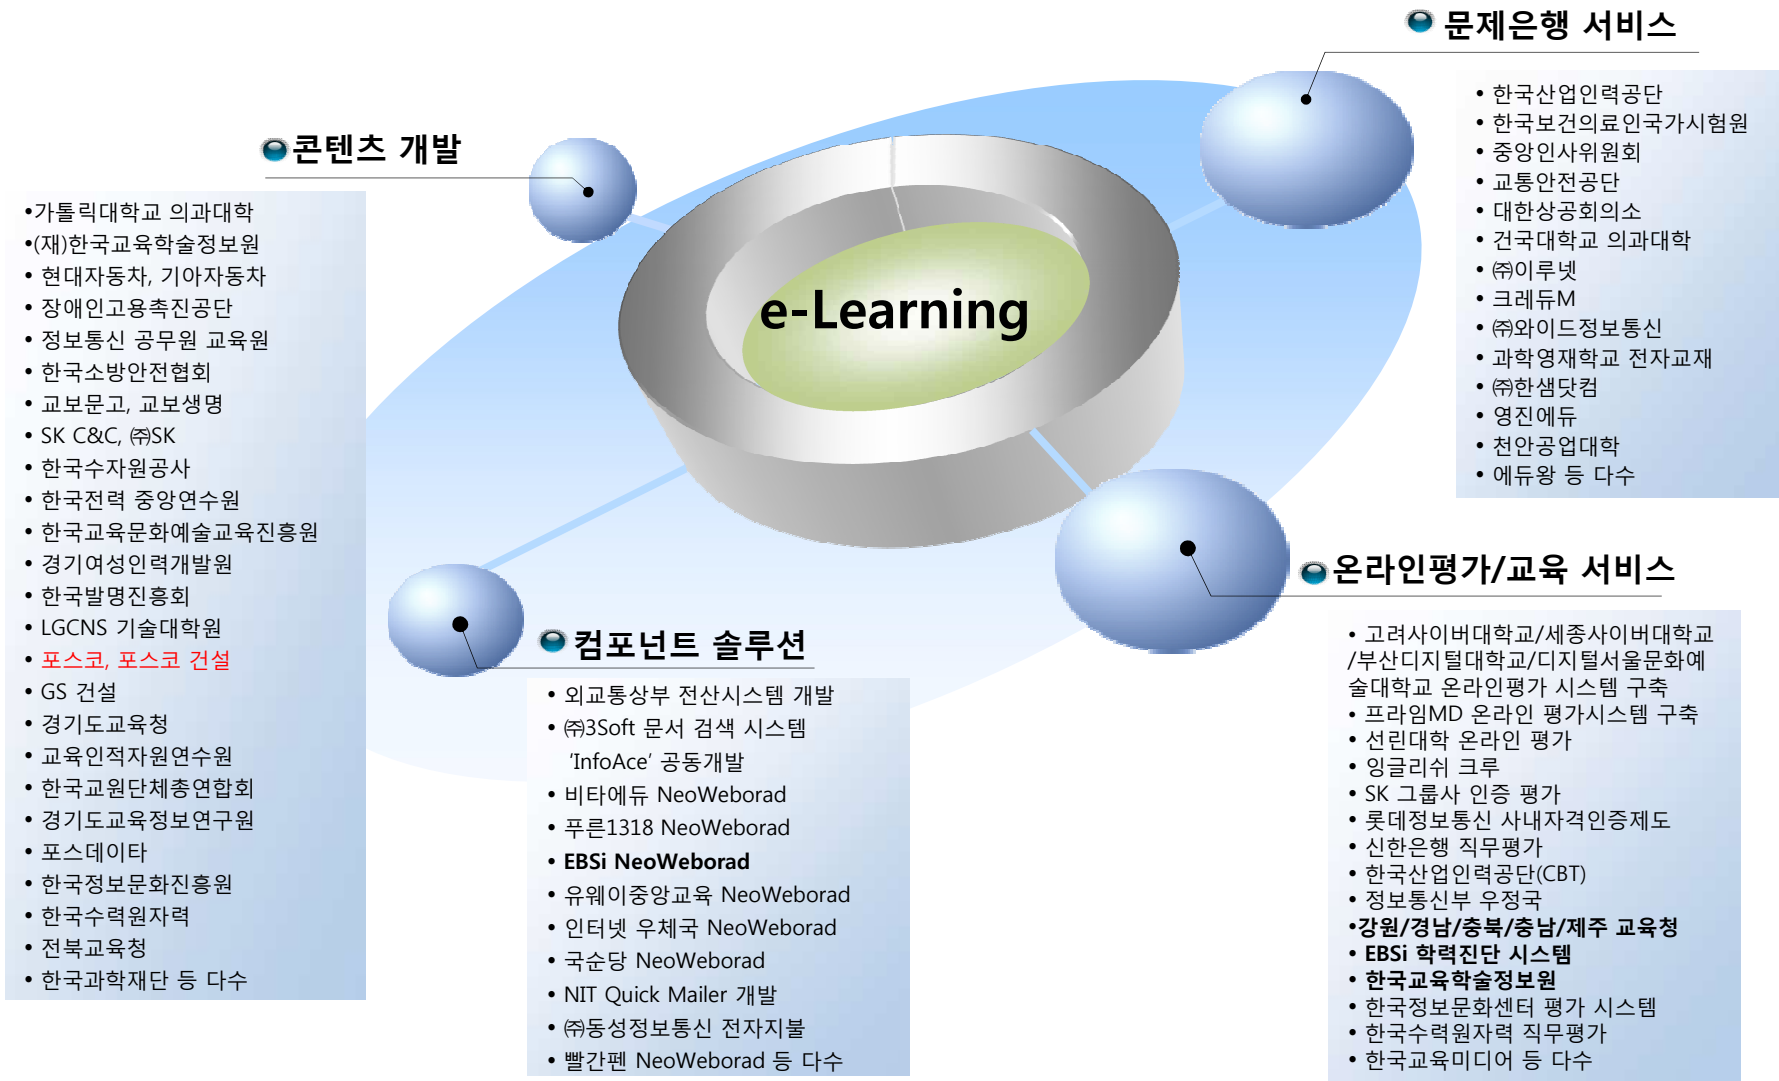 문제은행 서비스
• 한국산업인력공단
• 한국보건의료인국가시험원
• 중앙인사위원회
• 교통안전공단
• 대한상공회의소
• 건국대학교 의과대학
• ㈜이루넷
• 크레듀M
• ㈜와이드정보통신
• 과학영재학교 전자교재
• ㈜한샘닷컴
• 영진에듀
• 천안공업대학
• 에듀왕 등 다수
콘텐츠 개발
•가톨릭대학교 의과대학
•(재)한국교육학술정보원
• 현대자동차, 기아자동차
• 장애인고용촉진공단
• 정보통신 공무원 교육원
• 한국소방안전협회
• 교보문고, 교보생명
• SK C&C, ㈜SK
• 한국수자원공사
• 한국전력 중앙연수원
• 한국교육문화예술교육진흥원
• 경기여성인력개발원
• 한국발명진흥회
• LGCNS 기술대학원
• 포스코, 포스코 건설
• GS 건설
• 경기도교육청
• 교육인적자원연수원
• 한국교원단체총연합회
• 경기도교육정보연구원
• 포스데이타
• 한국정보문화진흥원
• 한국수력원자력
• 전북교육청
• 한국과학재단 등 다수
e-Learning
컴포넌트 솔루션
• 외교통상부 전산시스템 개발
• ㈜3Soft 문서 검색 시스템
‘InfoAce’ 공동개발
• 비타에듀 NeoWeborad
• 푸른1318 NeoWeborad
• EBSi NeoWeborad
• 유웨이중앙교육 NeoWeborad
• 인터넷 우체국 NeoWeborad
• 국순당 NeoWeborad
• NIT Quick Mailer 개발
• ㈜동성정보통신 전자지불
• 빨간펜 NeoWeborad 등 다수
온라인평가/교육 서비스
• 고려사이버대학교/세종사이버대학교
/부산디지털대학교/디지털서울문화예
술대학교 온라인평가 시스템 구축
• 프라임MD 온라인 평가시스템 구축
• 선린대학 온라인 평가
• 잉글리쉬 크루
• SK 그룹사 인증 평가
• 롯데정보통신 사내자격인증제도
• 신한은행 직무평가
• 한국산업인력공단(CBT)
• 정보통신부 우정국
•강원/경남/충북/충남/제주 교육청
• EBSi 학력진단 시스템
• 한국교육학술정보원
• 한국정보문화센터 평가 시스템
• 한국수력원자력 직무평가
• 한국교육미디어 등 다수